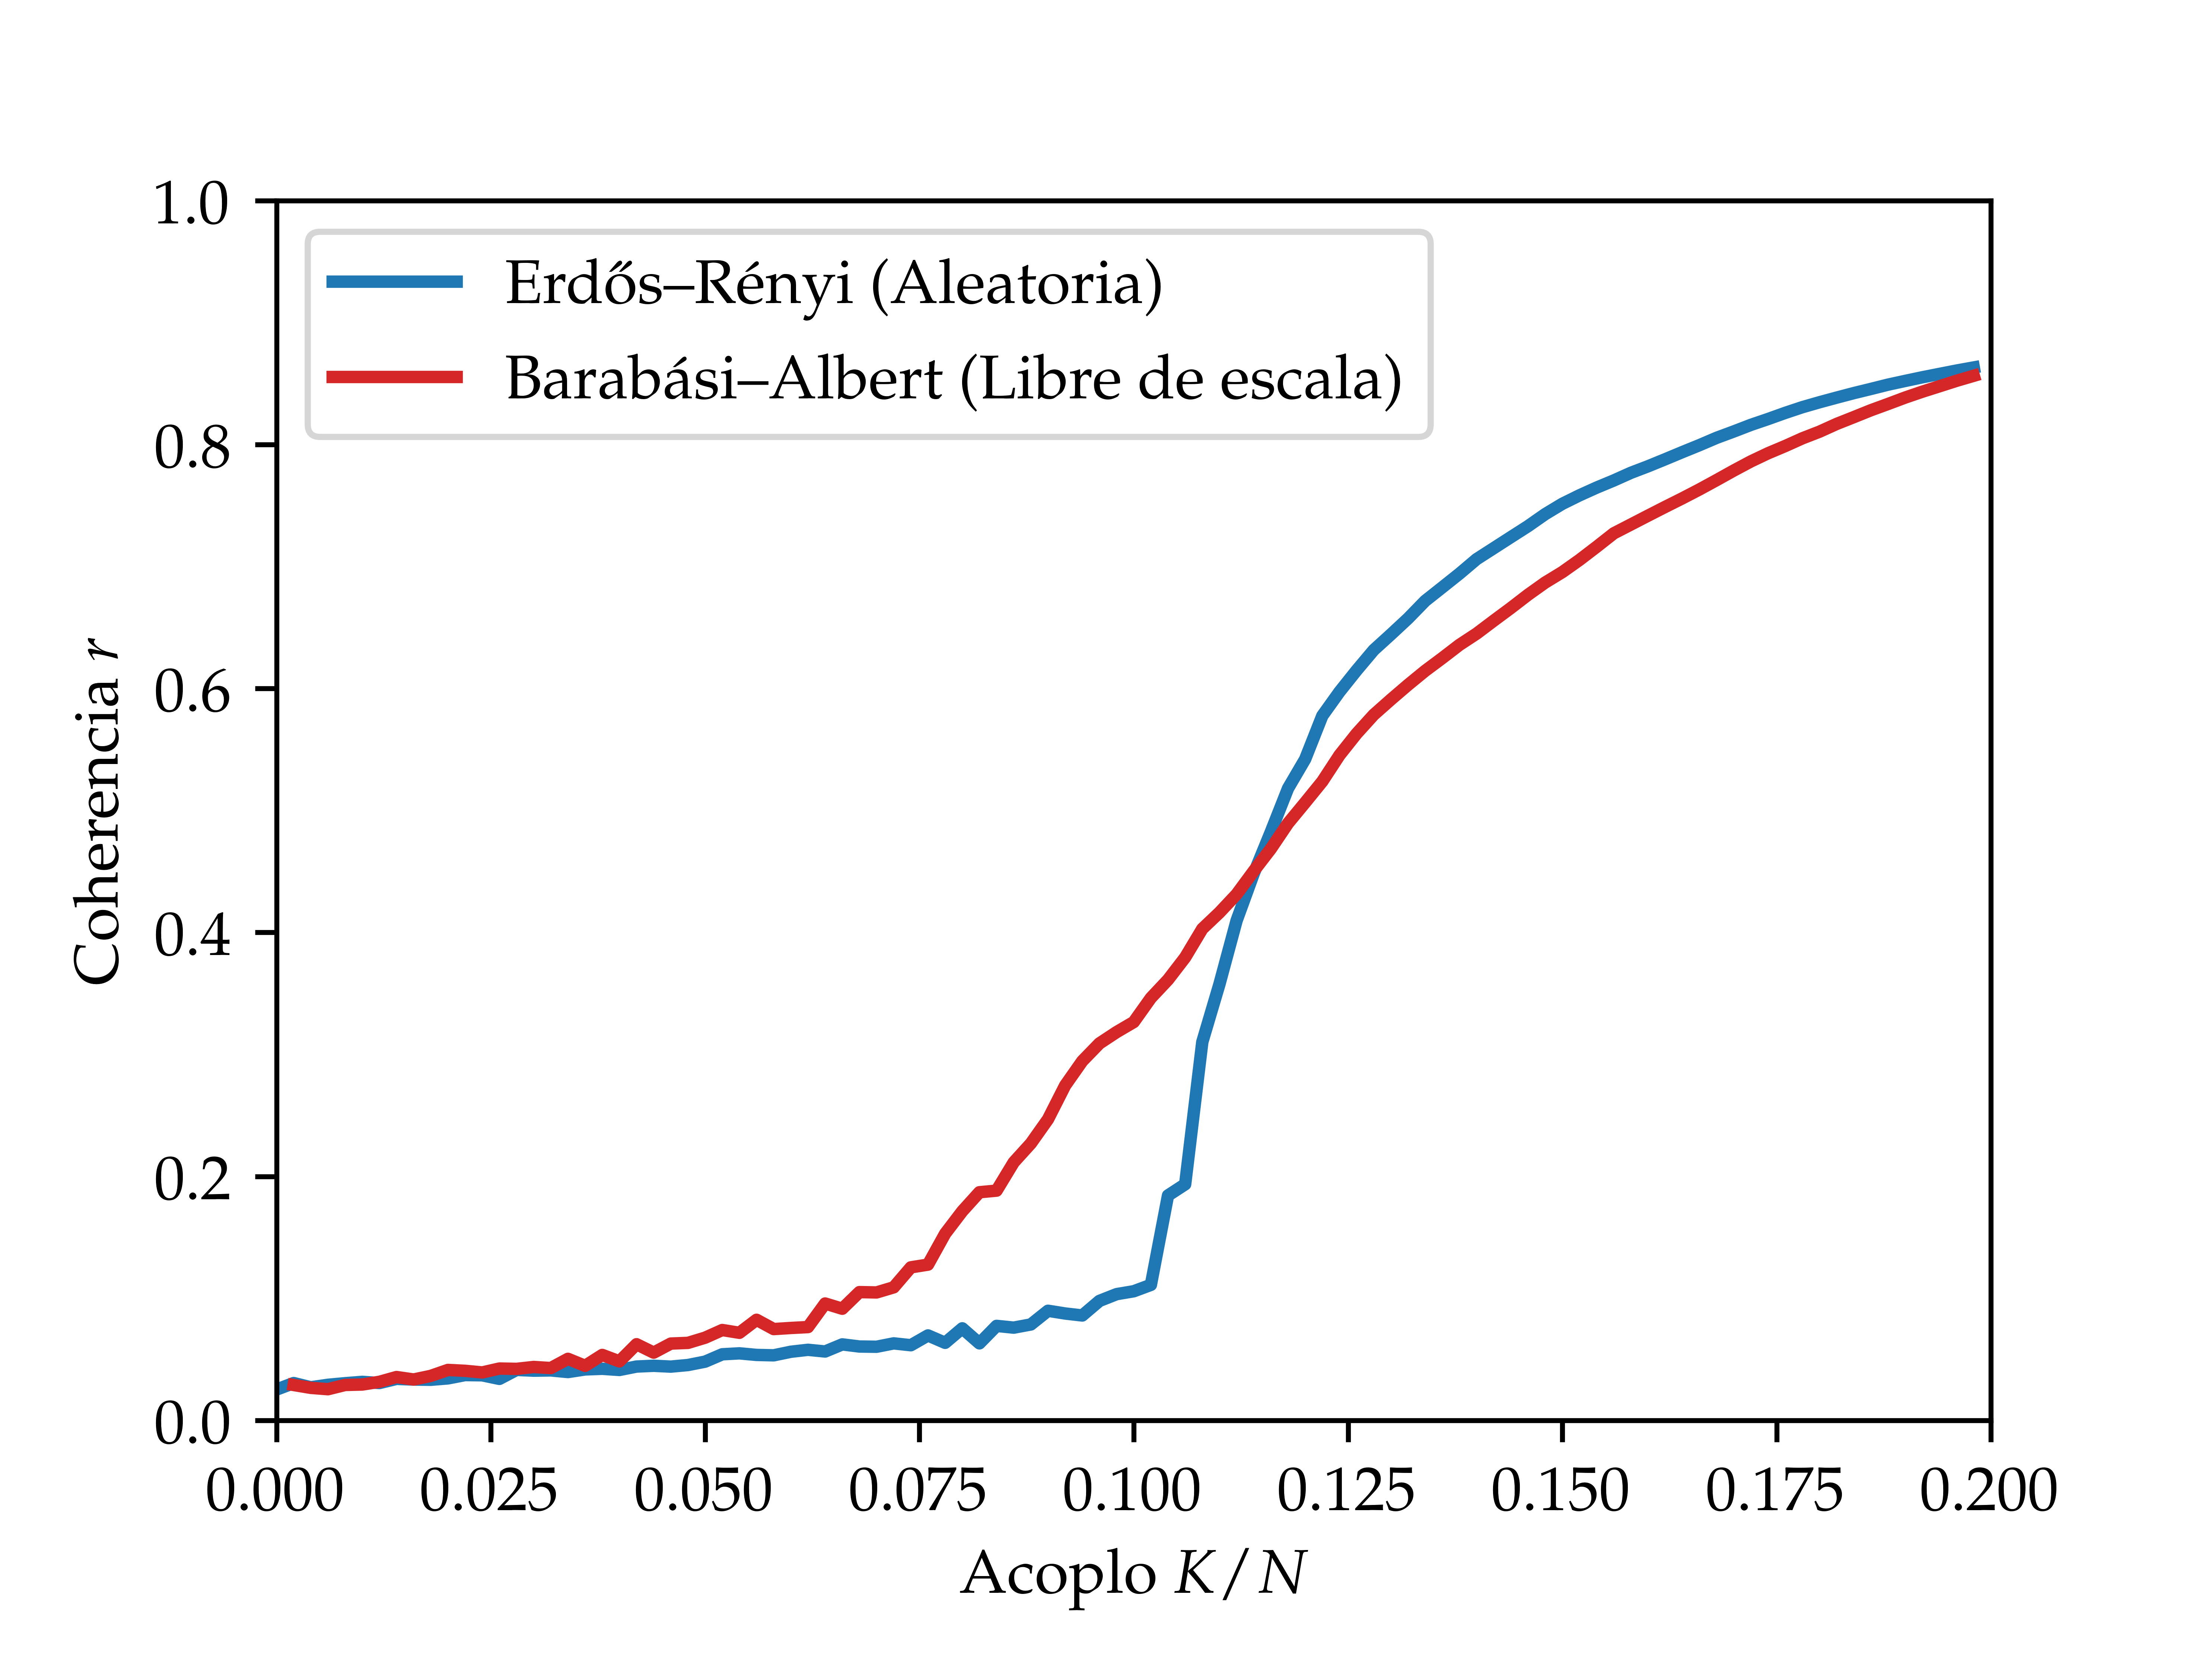 1.0
0.8
0.6
0.4
0.2
0.0
Coherencia r
Erdős–Rényi (Aleatoria)
Barabási–Albert (Libre de escala)
0.000 0.025 0.050 0.075 0.100 0.125 0.150 0.175 0.200
Acoplo K/N